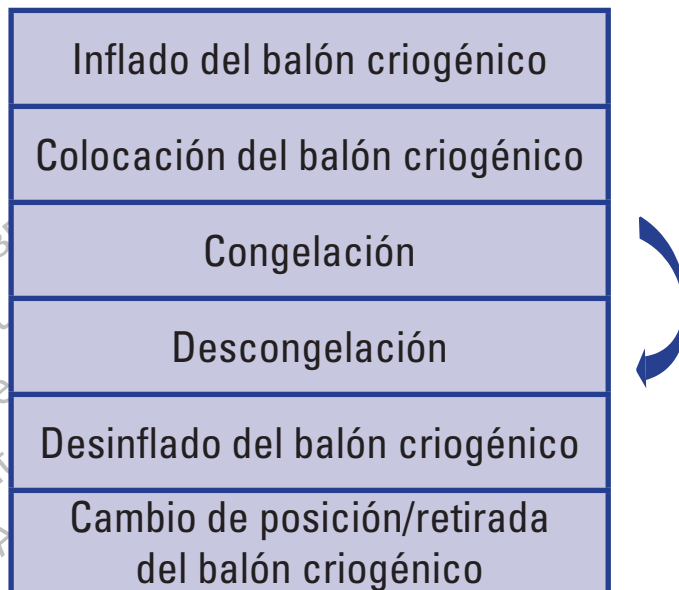 Inflado del balón criogénico
Colocación del balón criogénico
Congelación
Descongelación
Desinflado del balón criogénico
Cambio de posición/retirada
del balón criogénico